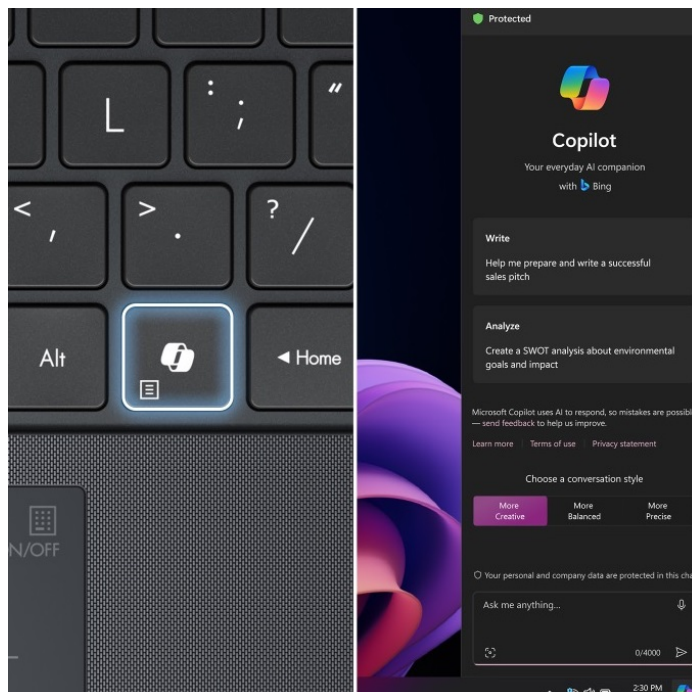 L
: ;
"
< ,
> .
? /
Alt
◀ Home
N/OFF
Protected
Copilot
Your everyday AI companion
with Bing
Write
Help me prepare and write a successful
sales pitch
Analyze
Create a SWOT analysis about environmental
goals and impact
Microsoft Copilot uses AI to respond, so mistakes are possibl
— send feedback to help us improve.
Learn more | Terms of use | Privacy statement
Choose a conversation style
More
Creative
More
Balanced
More
Precise
Your personal and company data are protected in this cha
Ask me anything...
0/4000
2:30 PM